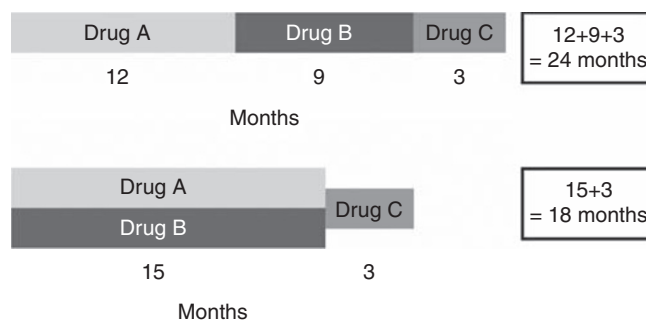 Drug A Drug B Drug C
12+9+3
= 24 months
12 9 3
Months
Drug A
Drug B
Drug C
15+3
= 18 months
15 3
Months